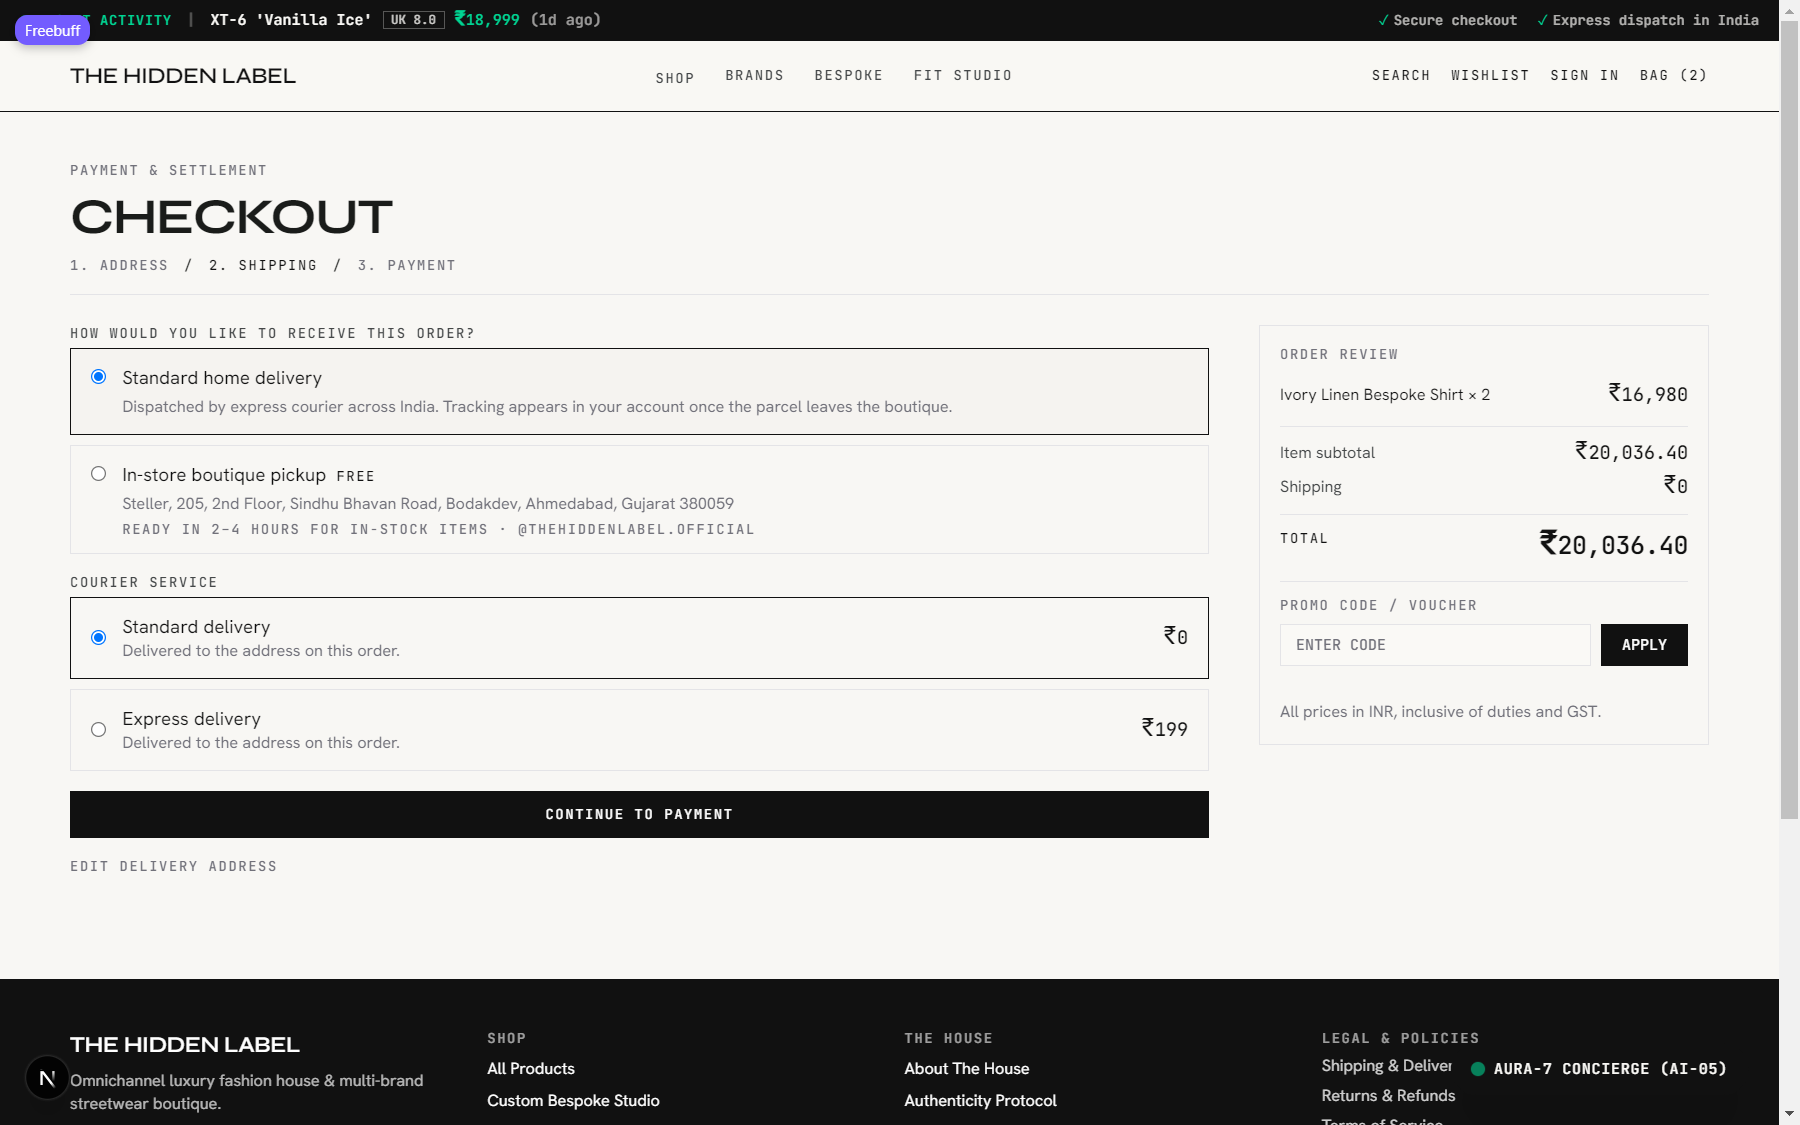 Freebuff
ACTIVITY | XT-6 'Vanilla Ice' UK 8.0 ₹18,999 (1d ago)
✓ Secure checkout ✓ Express dispatch in India
THE HIDDEN LABEL
SHOP BRANDS BESPOKE FIT STUDIO
SEARCH WISHLIST SIGN IN BAG (2)
PAYMENT & SETTLEMENT
CHECKOUT
1. ADDRESS / 2. SHIPPING / 3. PAYMENT
HOW WOULD YOU LIKE TO RECEIVE THIS ORDER?
Standard home delivery
Dispatched by express courier across India. Tracking appears in your account once the parcel leaves the boutique.
In-store boutique pickup FREE
Steller, 205, 2nd Floor, Sindhu Bhavan Road, Bodakdev, Ahmedabad, Gujarat 380059
READY IN 2–4 HOURS FOR IN-STOCK ITEMS · @THEHIDDENLABEL.OFFICIAL
COURIER SERVICE
Standard delivery ₹0
Delivered to the address on this order.
Express delivery ₹199
Delivered to the address on this order.
CONTINUE TO PAYMENT
EDIT DELIVERY ADDRESS
ORDER REVIEW
Ivory Linen Bespoke Shirt × 2 ₹16,980
Item subtotal ₹20,036.40
Shipping ₹0
TOTAL ₹20,036.40
PROMO CODE / VOUCHER
ENTER CODE APPLY
All prices in INR, inclusive of duties and GST.
THE HIDDEN LABEL
Omnichannel luxury fashion house & multi-brand
streetwear boutique.
SHOP
All Products
Custom Bespoke Studio
THE HOUSE
About The House
Authenticity Protocol
LEGAL & POLICIES
Shipping & Deliver
Returns & Refunds
Terms of Service
AURA-7 CONCIERGE (AI-05)
N